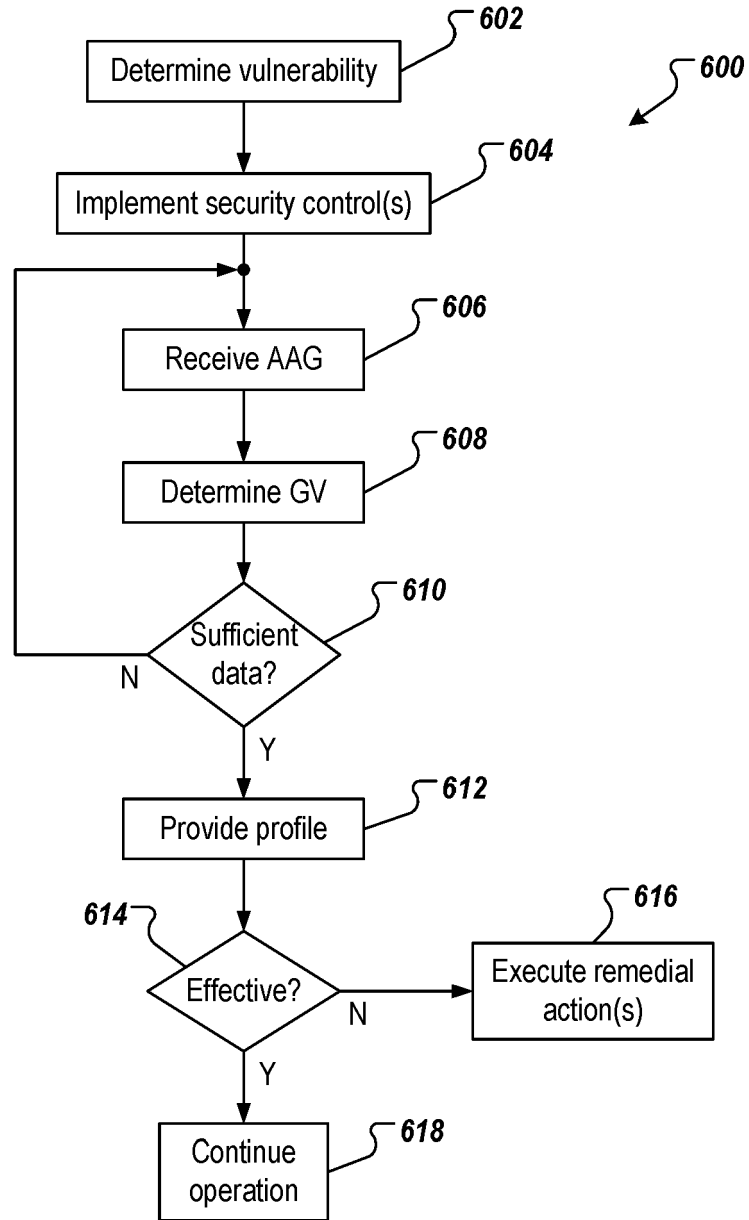 602
Determine vulnerability
600
604
Implement security control(s)
606
Receive AAG
608
Determine GV
610
Sufficient
data?
N
Y
612
Provide profile
614
616
Effective?
N
Execute remedial
action(s)
Y
618
Continue
operation